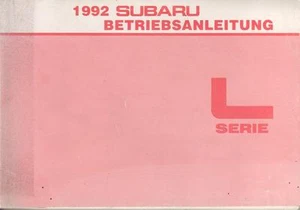 1992 SUBARU
BETRIEBSANLEITUNG
L
SERIE